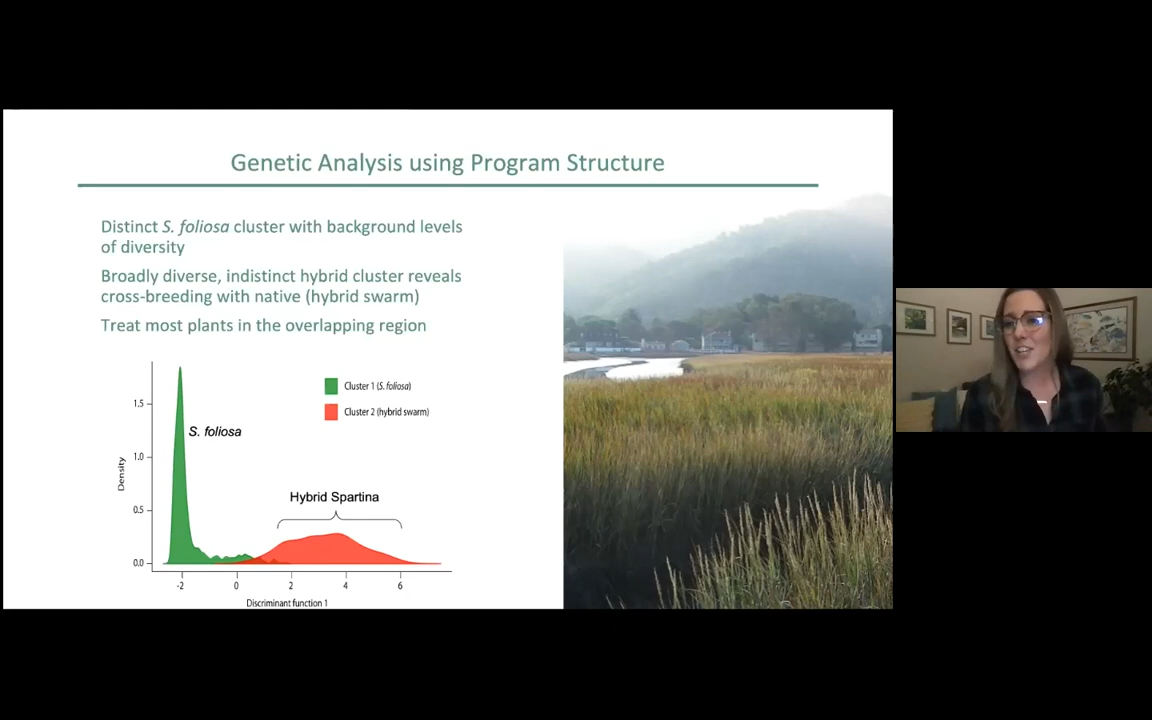 Genetic Analysis using Program Structure
Distinct S. foliosa cluster with background levels
of diversity
Broadly diverse, indistinct hybrid cluster reveals
cross-breeding with native (hybrid swarm)
Treat most plants in the overlapping region
Cluster 1 (S. foliosa)
Cluster 2 (hybrid swarm)
S. foliosa
Hybrid Spartina
Density
1.5
1.0
0.5
0.0
-2 0 2 4 6
Discriminant function 1